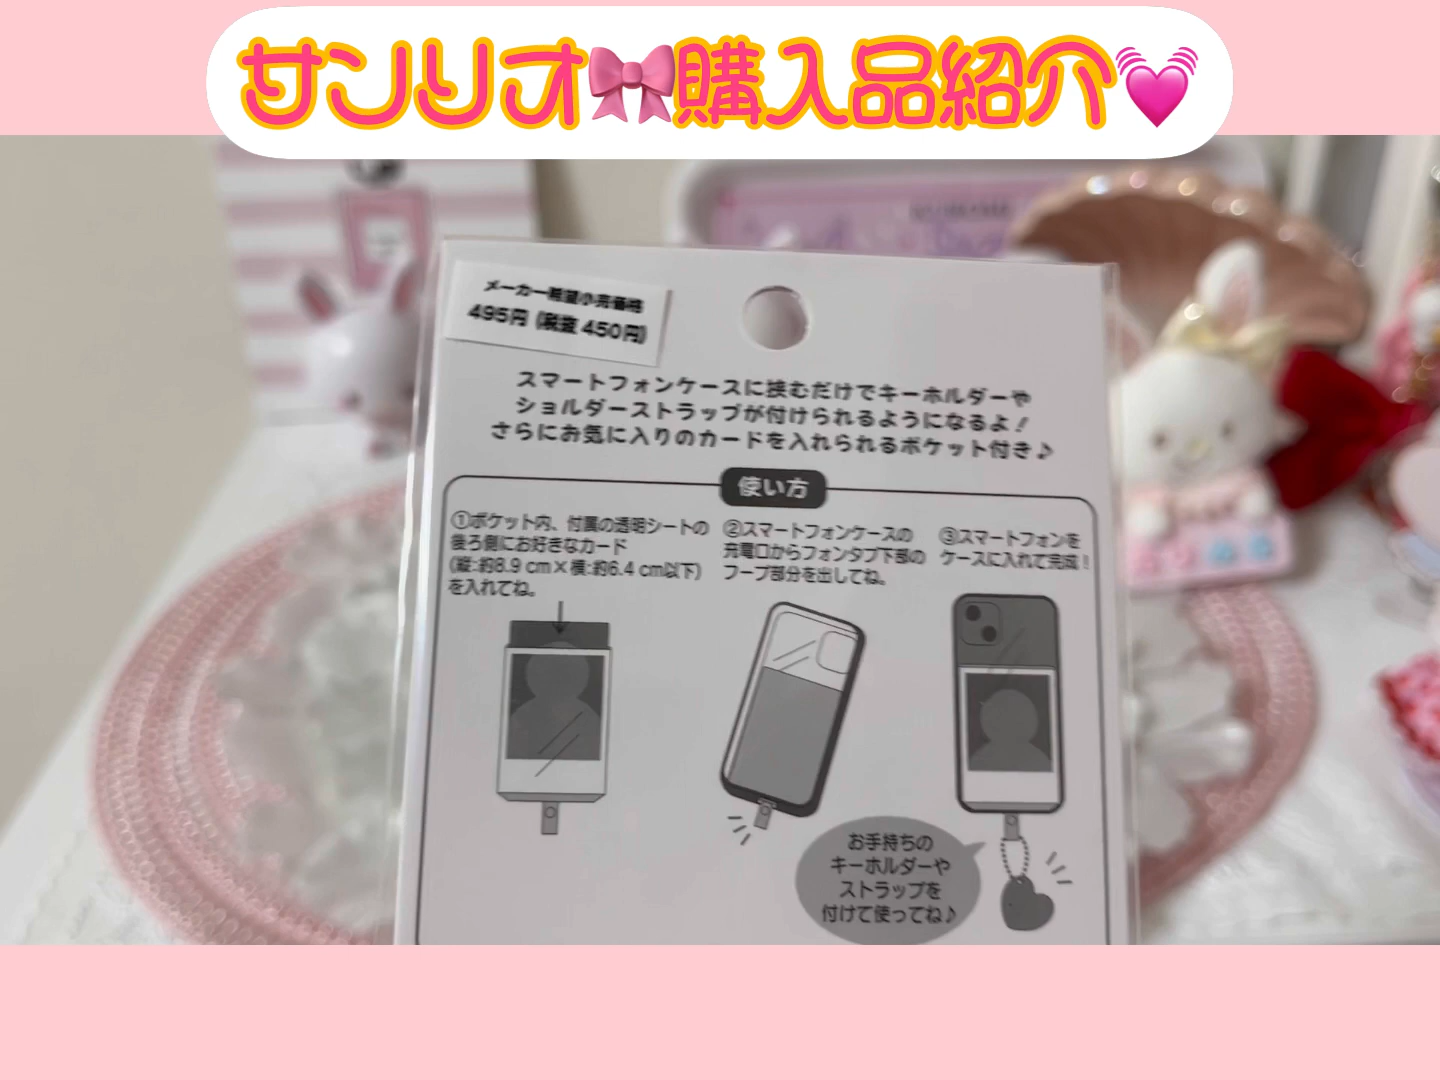 サンリオ🎀購入品紹介💓
メーカー希望小売価格
495円 (税抜 450円)
スマートフォンケースに挟むだけでキーホルダーや
ショルダーストラップが付けられるようになるよ！
さらにお気に入りのカードを入れられるポケット付き♪
使い方
①ポケット内、付属の透明シートの
後ろ側にお好きなカード
(縦:約8.9 cm×横:約6.4 cm以下)
を入れてね。
②スマートフォンケースの
充電口からフォンタブ下部の
フープ部分を出してね。
③スマートフォンを
ケースに入れて完成！
お手持ちの
キーホルダーや
ストラップを
付けて使ってね♪